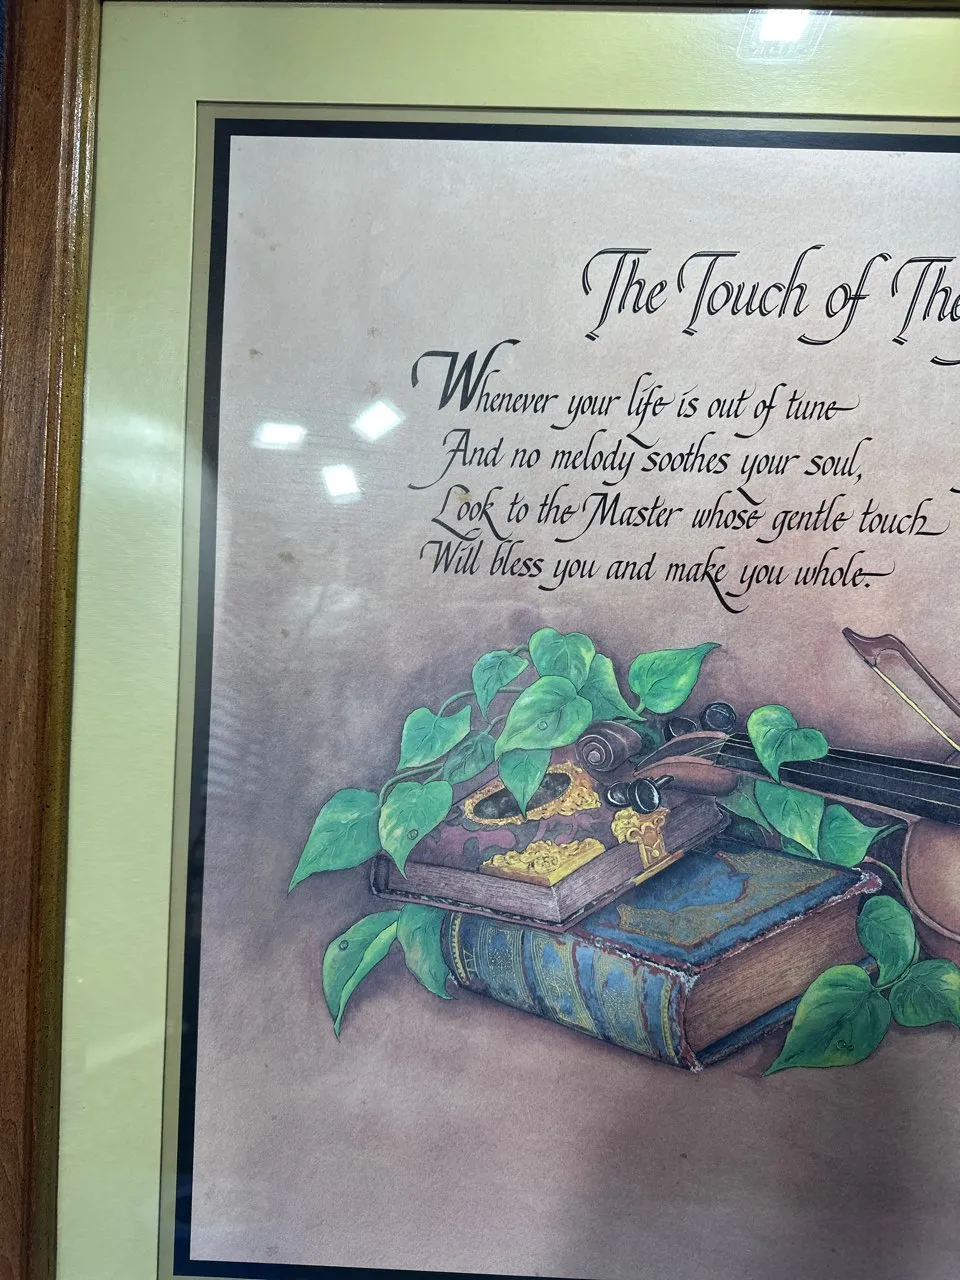 The Touch of The
Whenever your life is out of tune
And no melody soothes your soul,
Look to the Master whose gentle touch
Will bless you and make you whole.